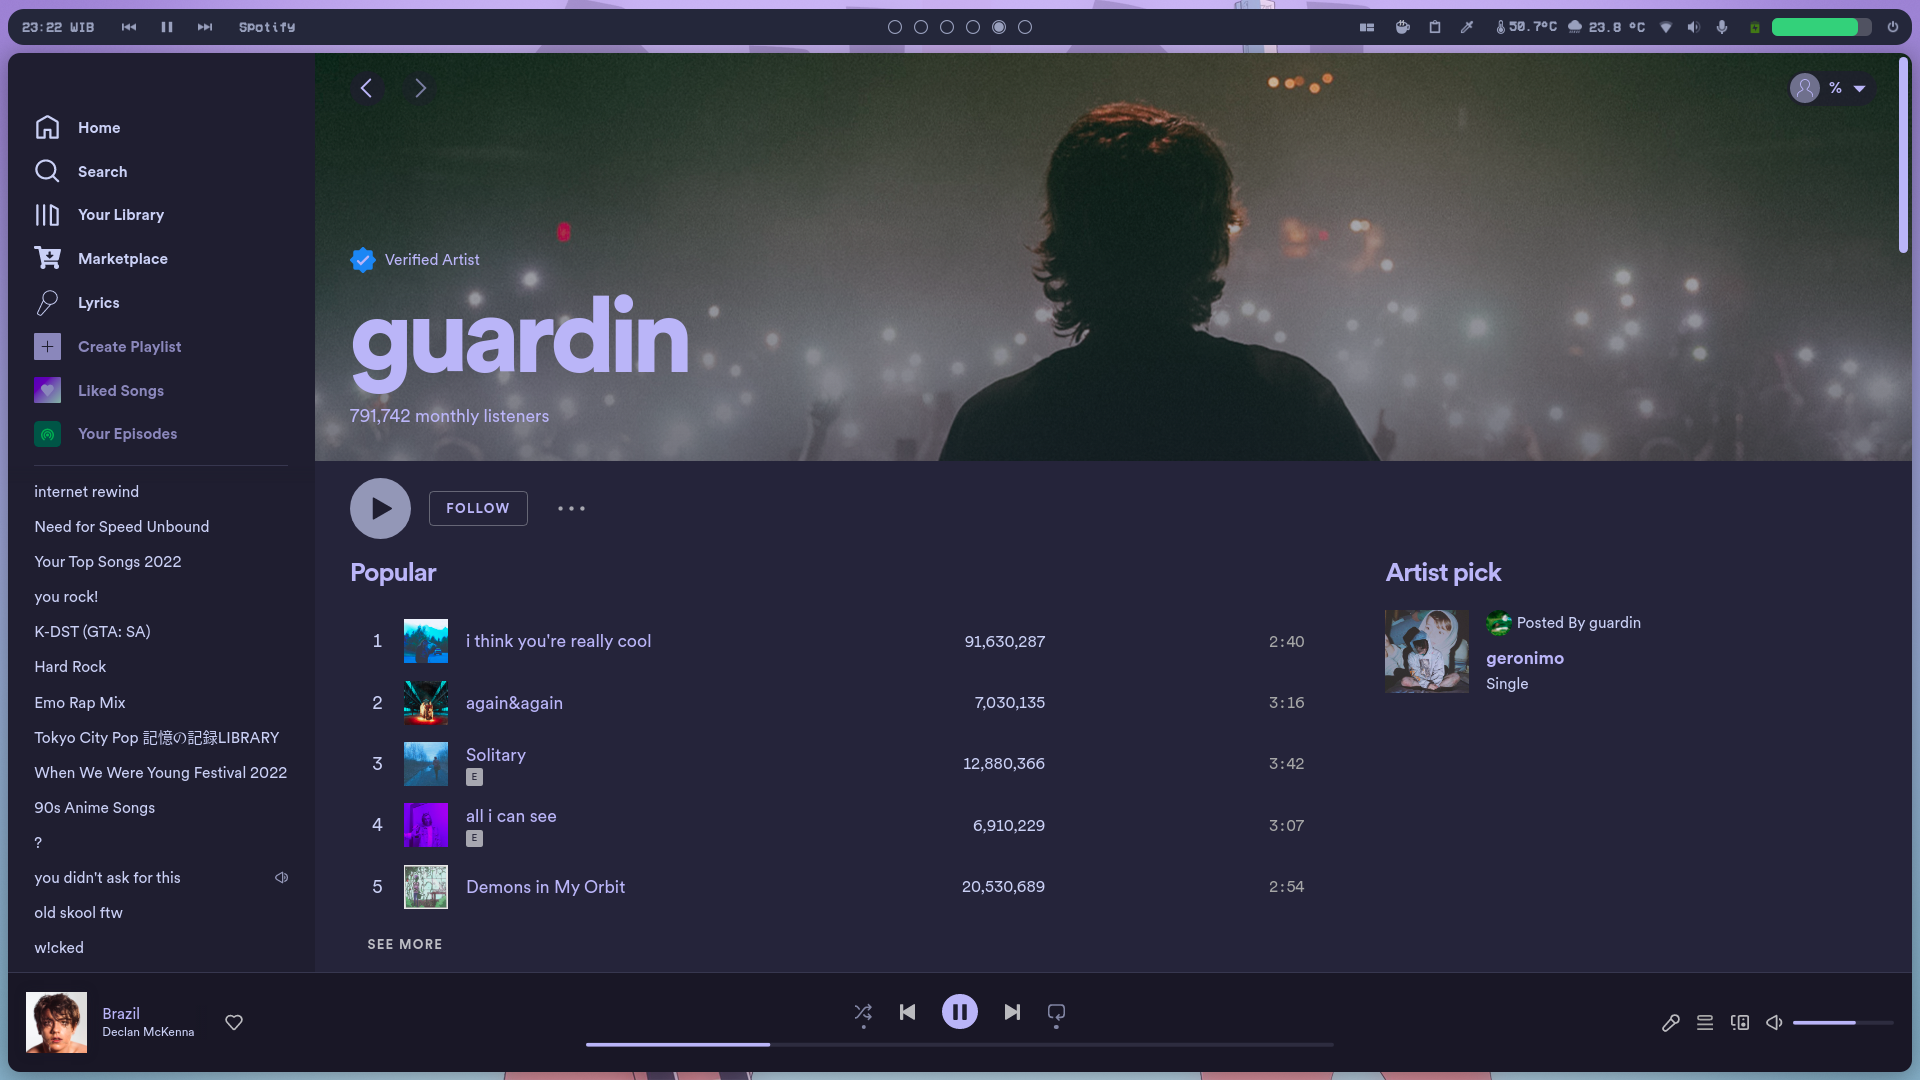 23:22 WIB
Spotify
50.7°C
23.8 °C
Home
Search
Your Library
Marketplace
Lyrics
Create Playlist
Liked Songs
Your Episodes
internet rewind
Need for Speed Unbound
Your Top Songs 2022
you rock!
K-DST (GTA: SA)
Hard Rock
Emo Rap Mix
Tokyo City Pop 記憶の記録LIBRARY
When We Were Young Festival 2022
90s Anime Songs
?
you didn't ask for this
old skool ftw
w!cked
%
Verified Artist
guardin
791,742 monthly listeners
FOLLOW
Popular
1 i think you're really cool 91,630,287 2:40
2 again&again 7,030,135 3:16
3 Solitary 12,880,366 3:42
E
4 all i can see 6,910,229 3:07
E
5 Demons in My Orbit 20,530,689 2:54
SEE MORE
Artist pick
Posted By guardin
geronimo
Single
Brazil
Declan McKenna